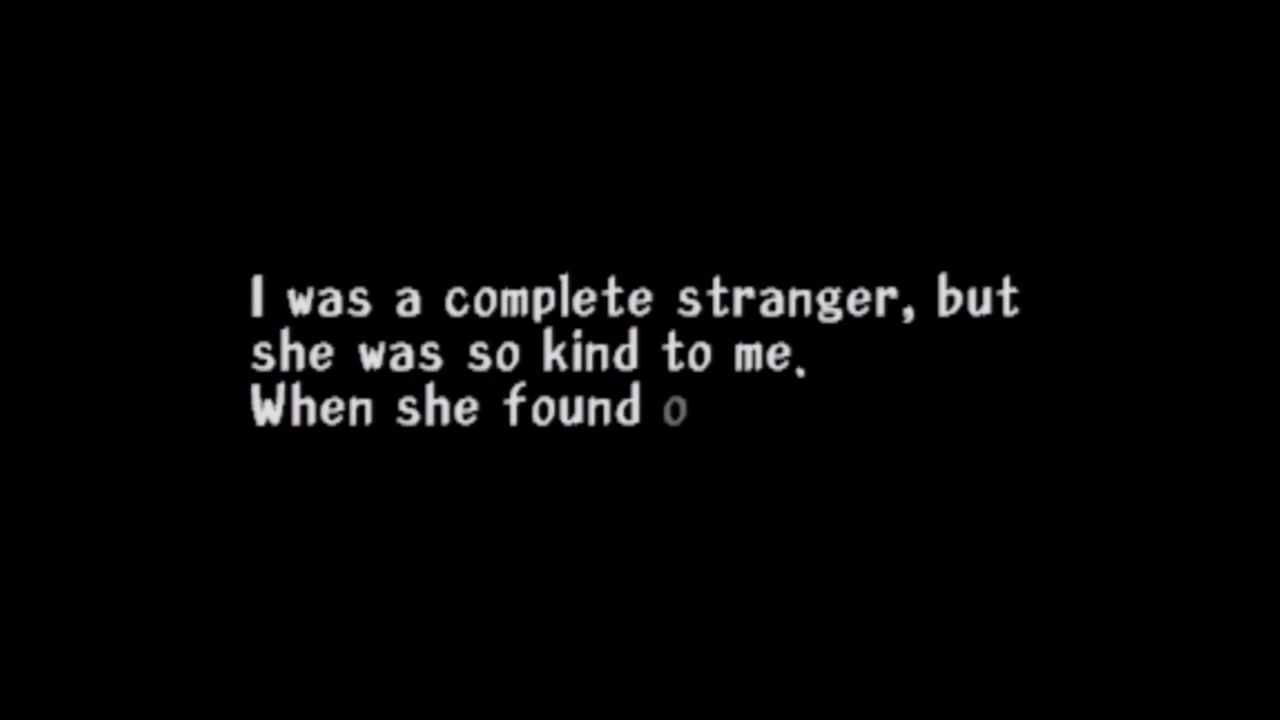 I was a complete stranger, but
she was so kind to me.
When she found o